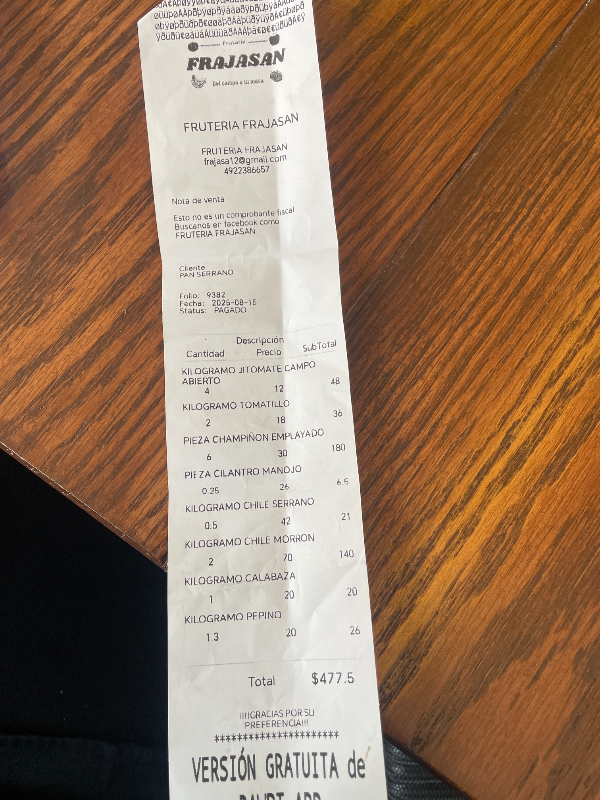 Frutería
FRAJASAN
Del campo a tu mesa
FRUTERIA FRAJASAN
FRUTERIA FRAJASAN
frajasa12@gmail.com
4922386657
Nota de venta
Esto no es un comprobante fiscal
Buscanos en facebook como
FRUTERIA FRAJASAN
Cliente
PAN SERRANO
Folio: 9382
Fecha: 2025-08-16
Status: PAGADO
Descripción
Cantidad Precio SubTotal
KILOGRAMO JITOMATE CAMPO
ABIERTO
4 12 48
KILOGRAMO TOMATILLO
2 18 36
PIEZA CHAMPIÑON EMPLAYADO
6 30 180
PIEZA CILANTRO MANOJO
0.25 26 6.5
KILOGRAMO CHILE SERRANO
0.5 42 21
KILOGRAMO CHILE MORRON
2 70 140
KILOGRAMO CALABAZA
1 20 20
KILOGRAMO PEPINO
1.3 20 26
Total $477.5
!!!!GRACIAS POR SU
PREFERENCIA!!!
**********************
VERSIÓN GRATUITA de